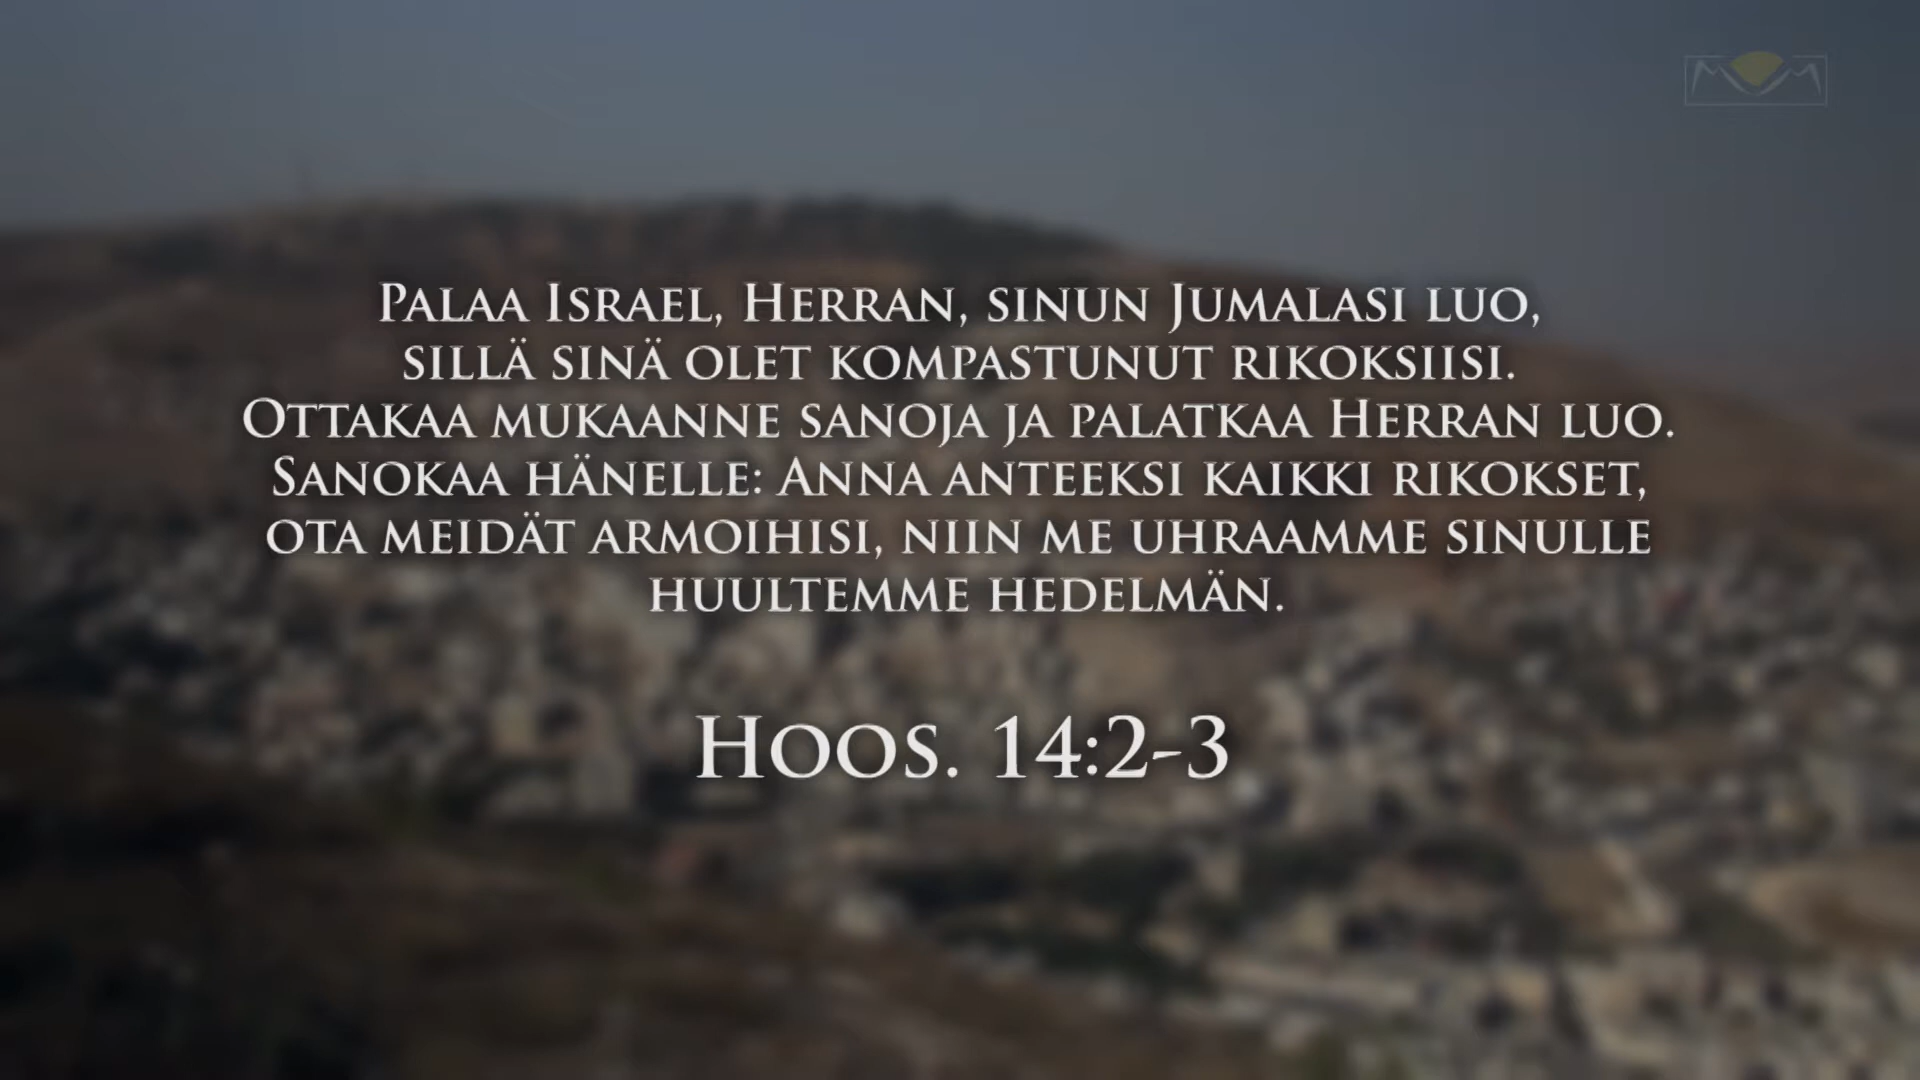 Palaa Israel, Herran, sinun Jumalasi luo,
sillä sinä olet kompastunut rikoksiisi.
Ottakaa mukaanne sanoja ja palatkaa Herran luo.
Sanokaa hänelle: Anna anteeksi kaikki rikokset,
ota meidät armoihisi, niin me uhraamme sinulle
huultemme hedelmän.
Hoos. 14:2-3